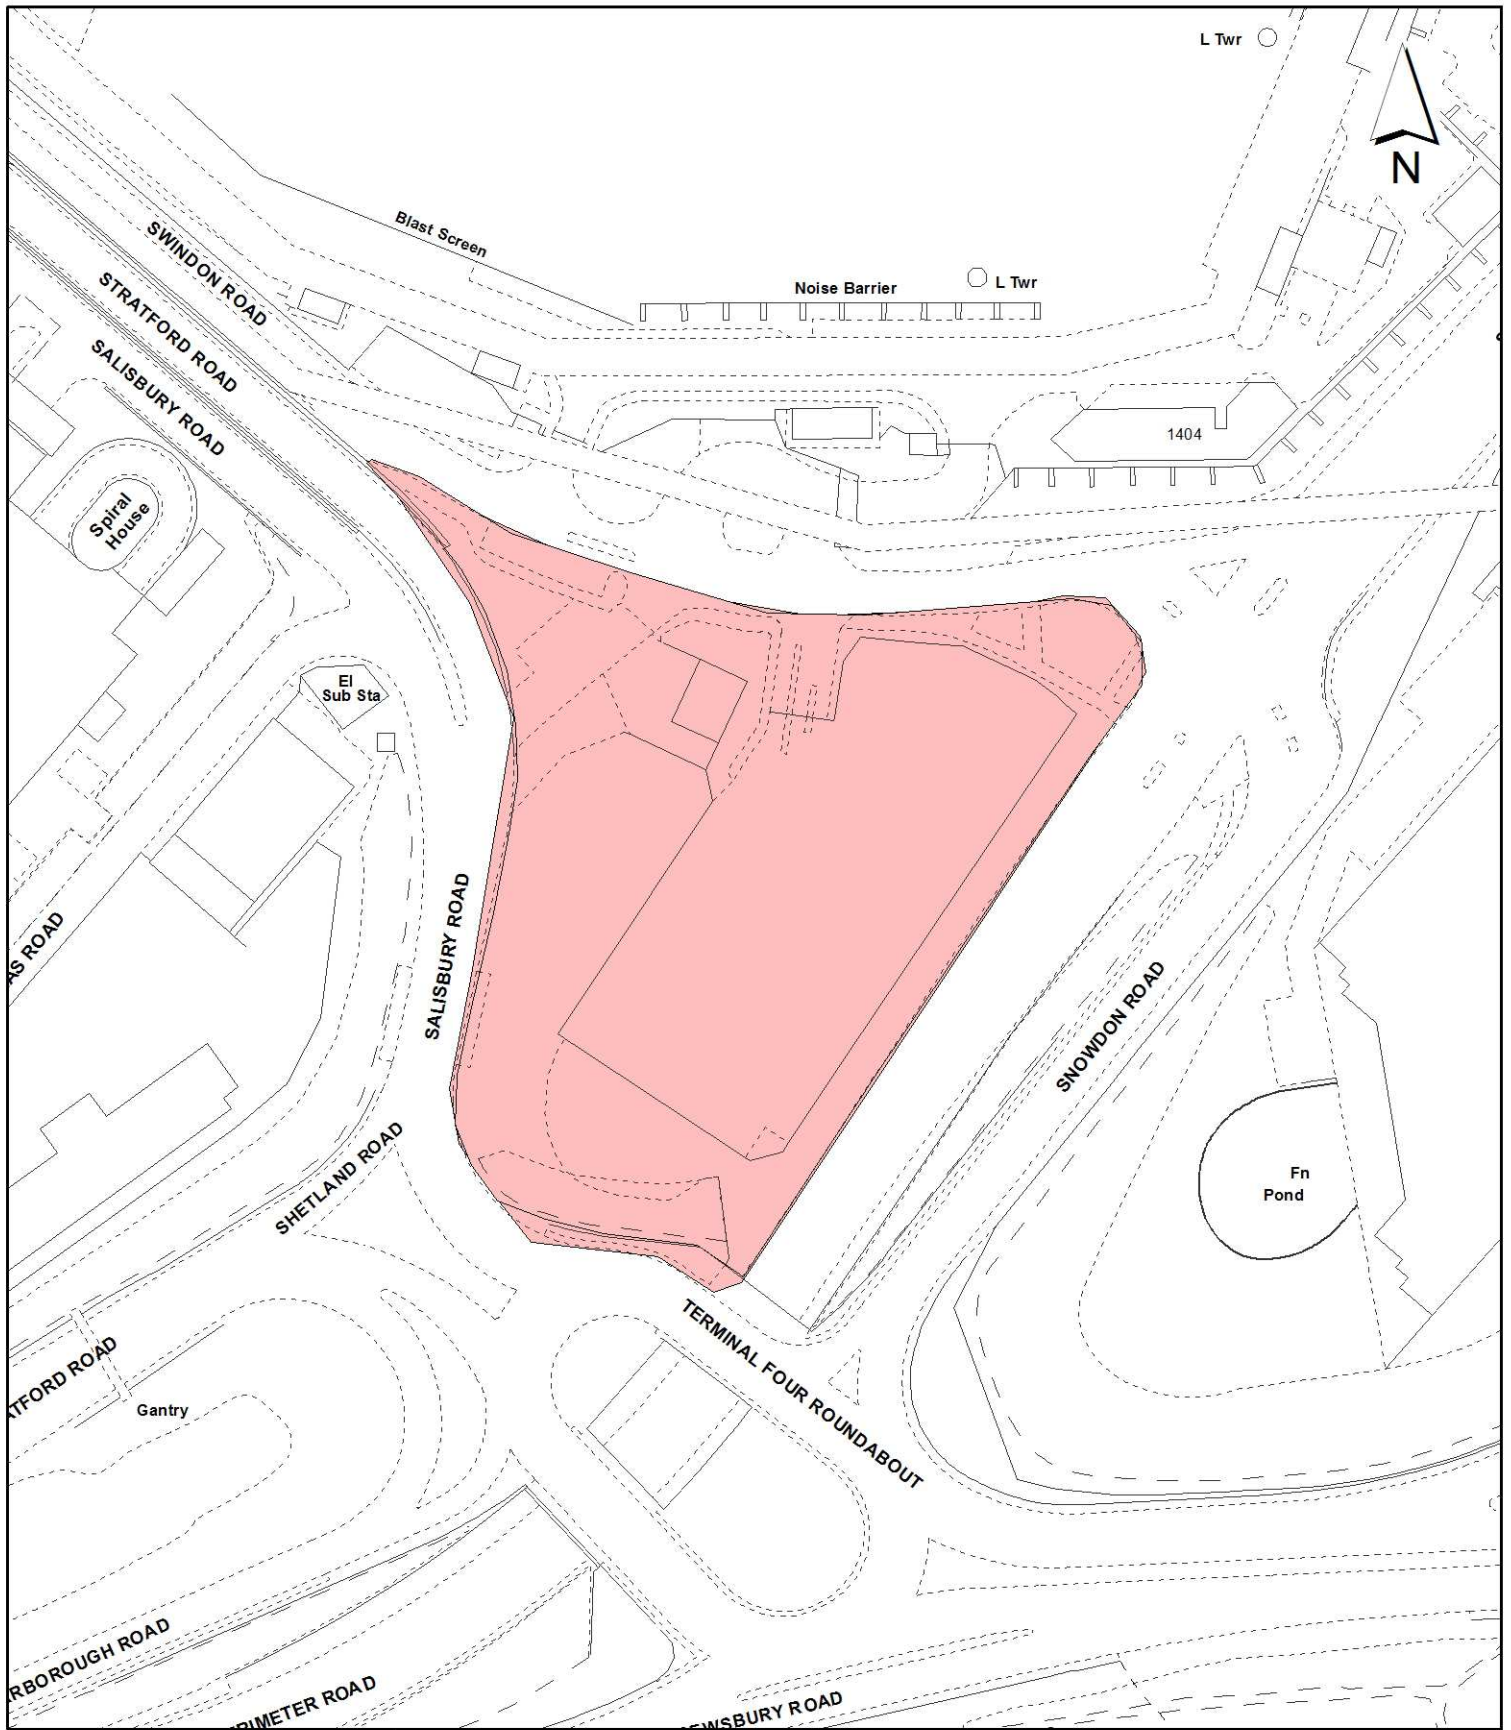 L Twr
N
Blast Screen
SWINDON ROAD
STRATFORD ROAD
SALISBURY ROAD
Noise Barrier
L Twr
1404
Spiral
House
El
Sub Sta
SALISBURY ROAD
AS ROAD
SNOWDON ROAD
SHETLAND ROAD
Fn
Pond
TERMINAL FOUR ROUNDABOUT
ATFORD ROAD
Gantry
RBOROUGH ROAD
RIMETER ROAD
EWSBURY ROAD